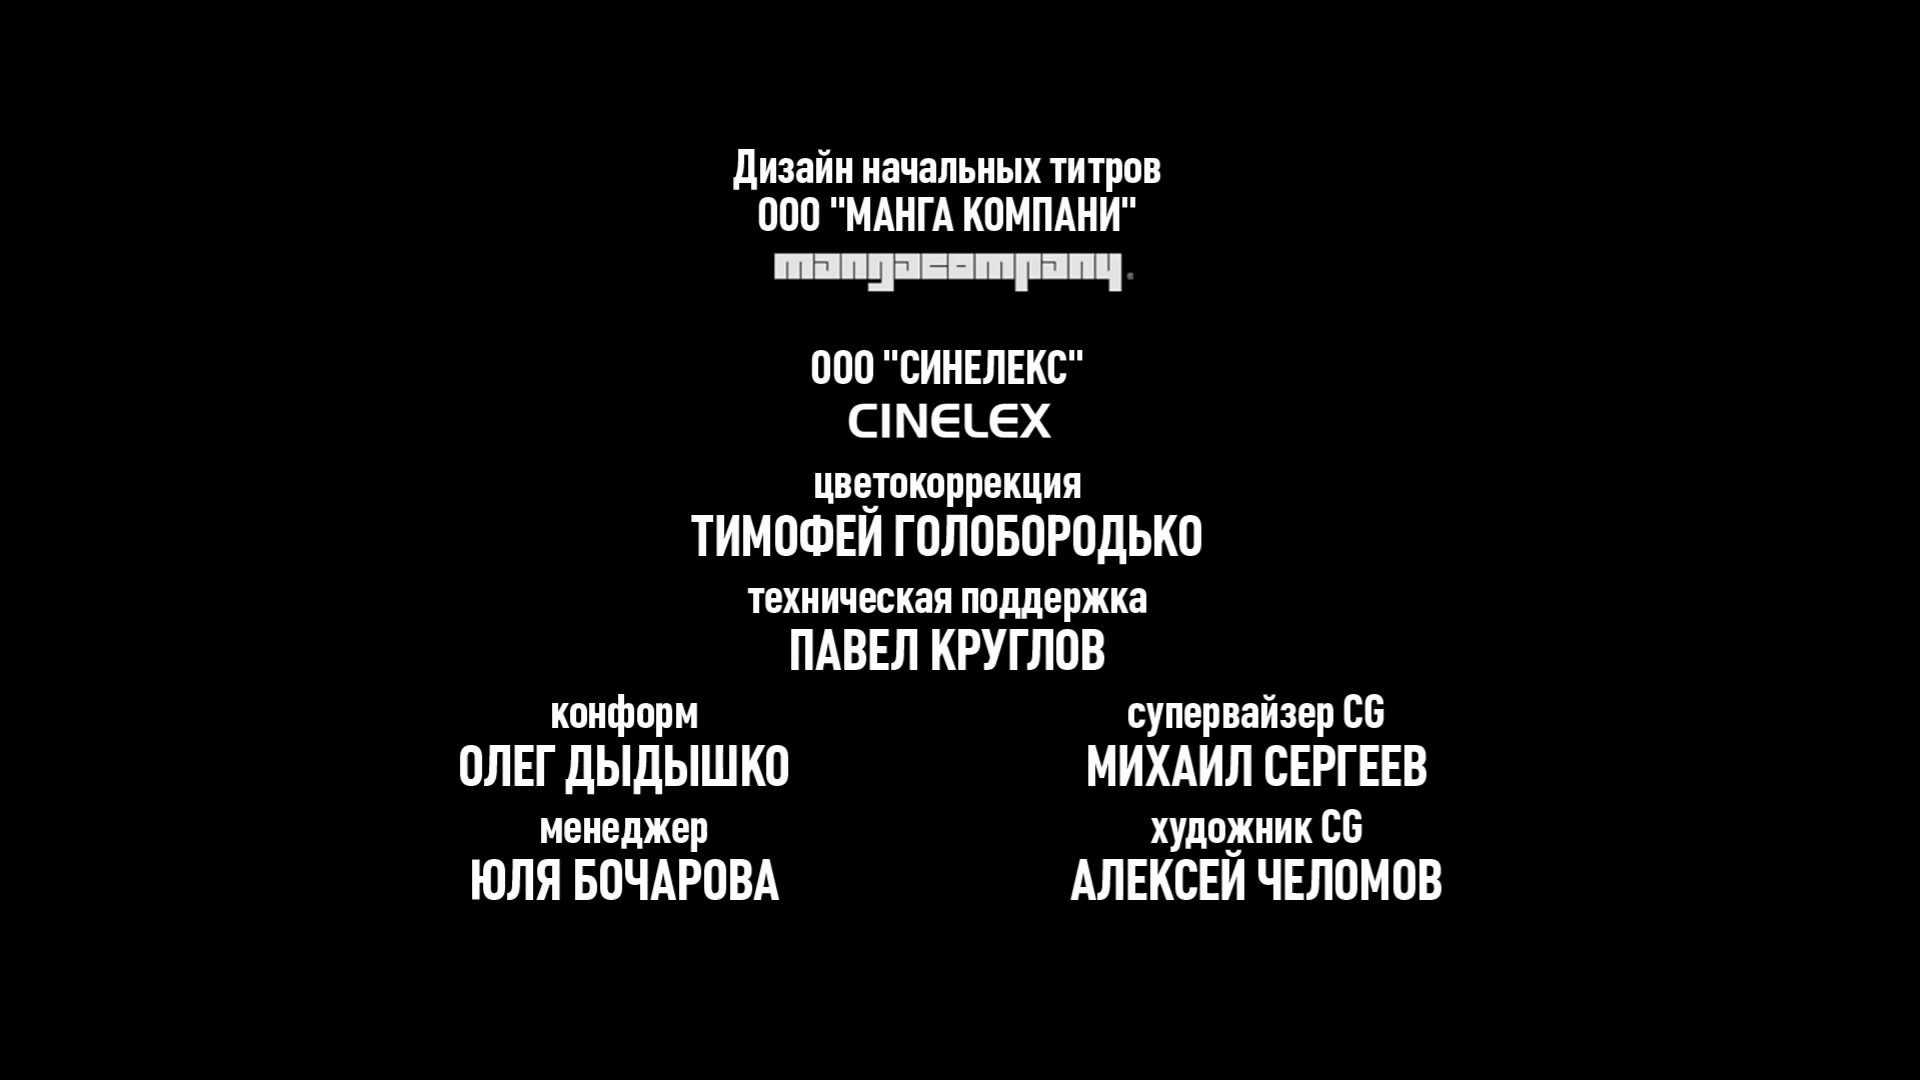 Дизайн начальных титров
ООО "МАНГА КОМПАНИ"
mangacompany.
ООО "СИНЕЛЕКС"
CINELEX
цветокоррекция
ТИМОФЕЙ ГОЛОБОРОДЬКО
техническая поддержка
ПАВЕЛ КРУГЛОВ
конформ
ОЛЕГ ДЫДЫШКО
менеджер
ЮЛЯ БОЧАРОВА
супервайзер CG
МИХАИЛ СЕРГЕЕВ
художник CG
АЛЕКСЕЙ ЧЕЛОМОВ